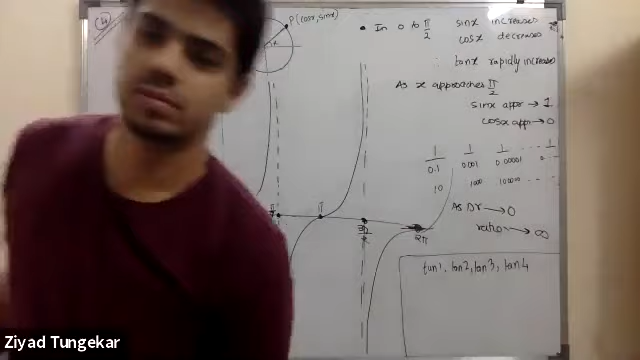 P(cosx, sinx)
x
In 0 to π/2
sinx increases
cosx decreases
∴ tanx rapidly increases
As x approaches π/2
sinx appr → 1
cosx appr → 0
1/0.1 1/0.001 1/0.00001 ... 1/0...
10 1000 100000 ...
As Dr → 0
ratio → ∞
π
3π/2
2π
tan1, tan2, tan3, tan4
Ziyad Tungekar